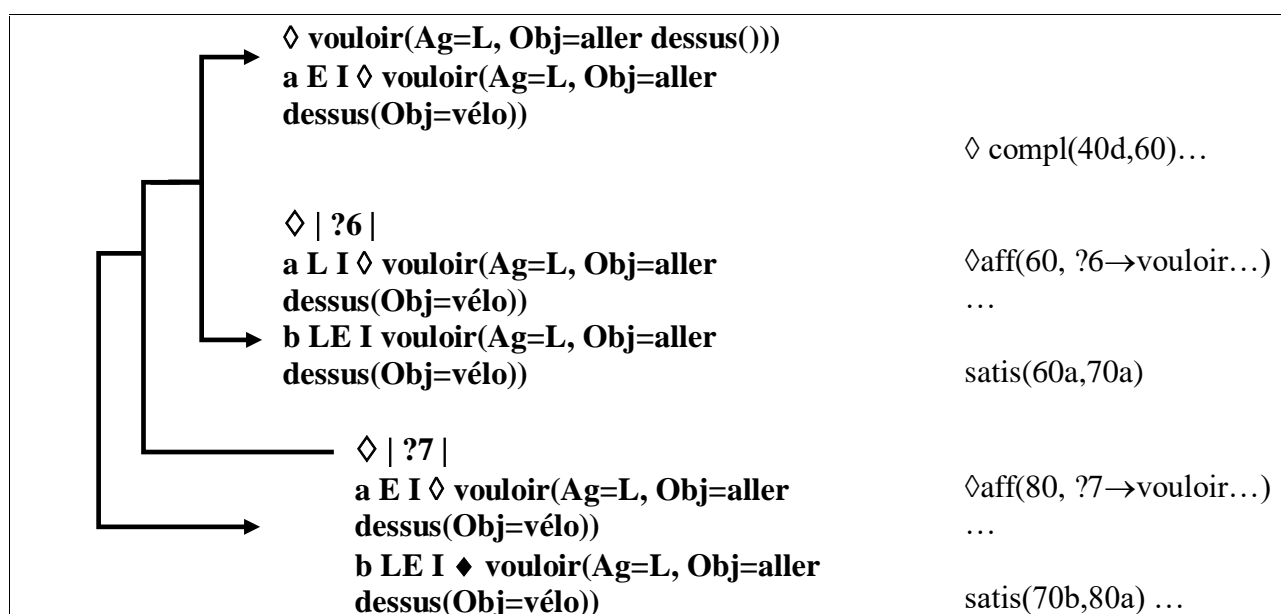 ◊ vouloir(Ag=L, Obj=aller dessus()))
a E I ◊ vouloir(Ag=L, Obj=aller
dessus(Obj=vélo))
◊ compl(40d,60)…
◊ | ?6 |
a L I ◊ vouloir(Ag=L, Obj=aller
◊aff(60, ?6→vouloir…)
dessus(Obj=vélo))
…
b LE I vouloir(Ag=L, Obj=aller
dessus(Obj=vélo))
satis(60a,70a)
◊ | ?7 |
a E I ◊ vouloir(Ag=L, Obj=aller
◊aff(80, ?7→vouloir…)
dessus(Obj=vélo))
…
b LE I ♦ vouloir(Ag=L, Obj=aller
dessus(Obj=vélo))
satis(70b,80a) …